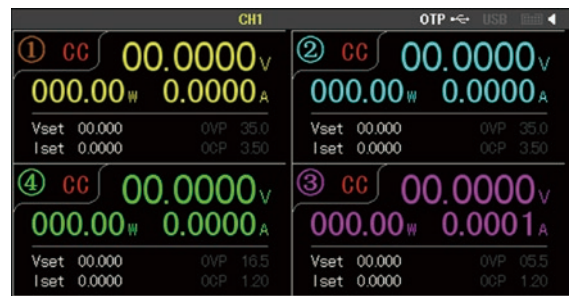 CH1 OTP USB
① CC 00.0000V ② CC 00.0000V
000.00W 0.0000A 000.00W 0.0000A
Vset 00.000 OVP 35.0 Vset 00.000 OVP 35.0
Iset 0.0000 OCP 3.50 Iset 0.0000 OCP 3.50
④ CC 00.0000V ③ CC 00.0000V
000.00W 0.0000A 000.00W 0.0001A
Vset 00.000 OVP 16.5 Vset 00.000 OVP 05.5
Iset 0.0000 OCP 1.20 Iset 0.0000 OCP 1.20